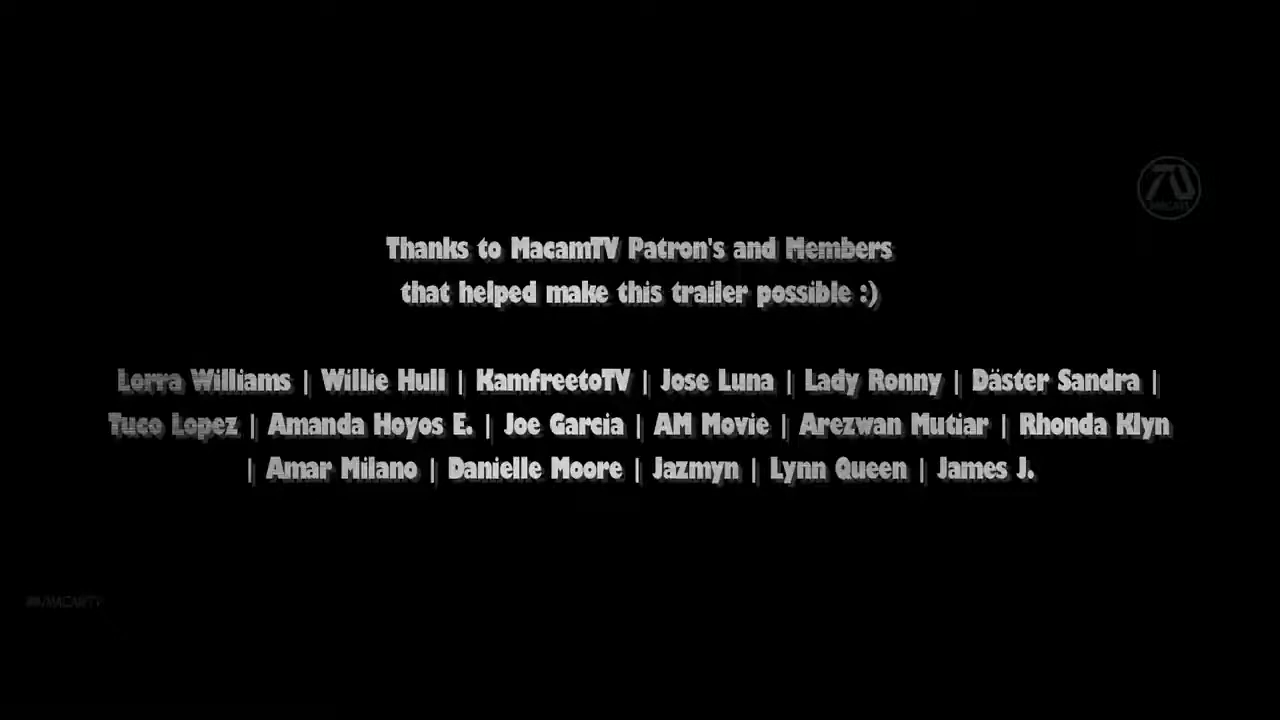 Thanks to MacamTV Patron's and Members
that helped make this trailer possible :)
Lorra Williams | Willie Hull | KamfreetoTV | Jose Luna | Lady Ronny | Däster Sandra |
Tuco Lopez | Amanda Hoyos E. | Joe Garcia | AM Movie | Arezwan Mutiar | Rhonda Klyn
| Amar Milano | Danielle Moore | Jazmyn | Lynn Queen | James J.